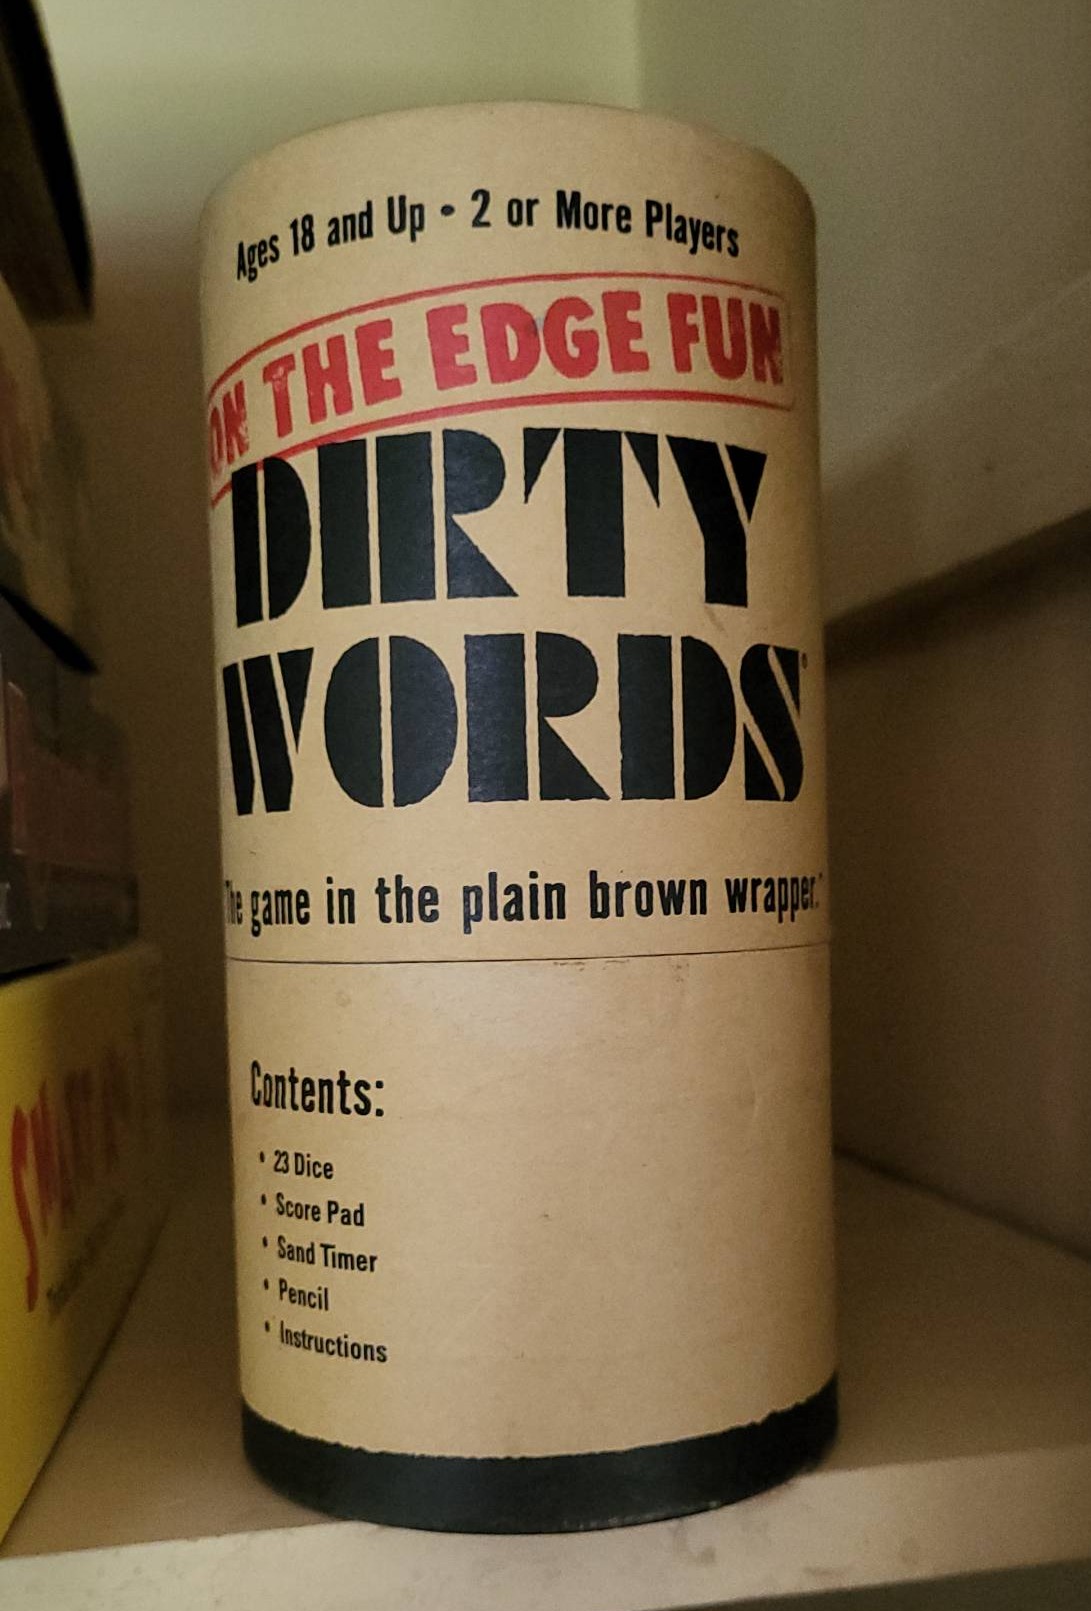 Ages 18 and Up • 2 or More Players
ON THE EDGE FUN
DIRTY
WORDS®
The game in the plain brown wrapper.
Contents:
• 23 Dice
• Score Pad
• Sand Timer
• Pencil
• Instructions